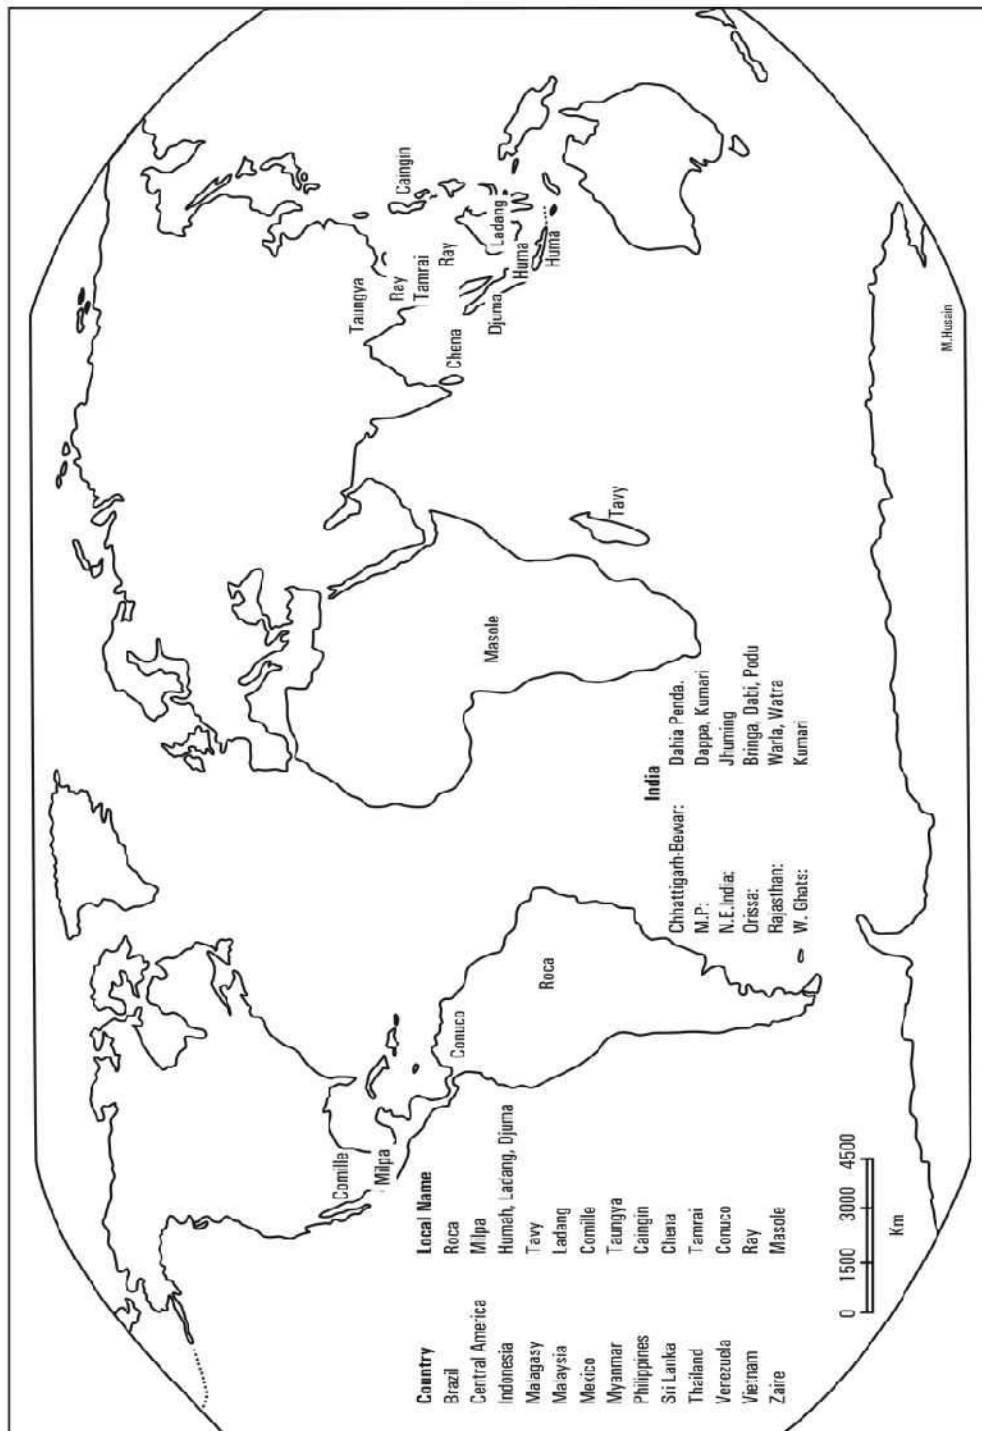 Comille
Milpa
Conuco
Roca
Masole
Tavy
Taungya
Ray
Tamrai
Ray
Chena
Caingin
Ladang
Djuma
Huma
Huma
Country Local Name
Brazil Roca
Central America Milpa
Indonesia Humah, Ladang, Djuma
Malagasy Tavy
Malaysia Ladang
Mexico Comille
Myanmar Taungya
Philippines Caingin
Sri Lanka Chena
Thailand Tamrai
Verezuela Conuco
Vietnam Ray
Zaire Masole
India
Chhattigarh-Bewar: Dahia Penda.
M.P.: Dappa, Kumari
N.E.India: Jhuming
Orissa: Bringa, Dabi, Podu
Rajasthan: Warla, Watra
W. Ghats: Kumari
0 1500 3000 4500
Km
M.Husain